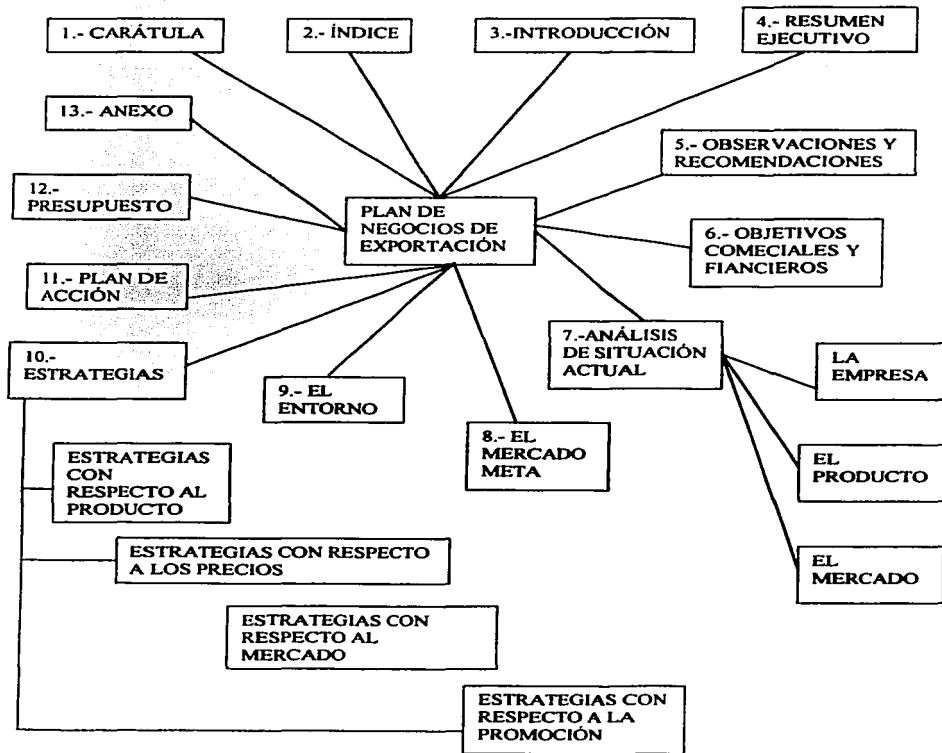 1.- CARÁTULA
2.- ÍNDICE
3.-INTRODUCCIÓN
4.- RESUMEN
EJECUTIVO
13.- ANEXO
5.- OBSERVACIONES Y
RECOMENDACIONES
12.-
PRESUPUESTO
PLAN DE
NEGOCIOS DE
EXPORTACIÓN
6.- OBJETIVOS
COMECIALES Y
FIANCIEROS
11.- PLAN DE
ACCIÓN
7.-ANÁLISIS
DE SITUACIÓN
ACTUAL
LA
EMPRESA
10.-
ESTRATEGIAS
9.- EL
ENTORNO
8.- EL
MERCADO
META
EL
PRODUCTO
ESTRATEGIAS
CON
RESPECTO AL
PRODUCTO
EL
MERCADO
ESTRATEGIAS CON RESPECTO
A LOS PRECIOS
ESTRATEGIAS CON
RESPECTO AL
MERCADO
ESTRATEGIAS CON
RESPECTO A LA
PROMOCIÓN